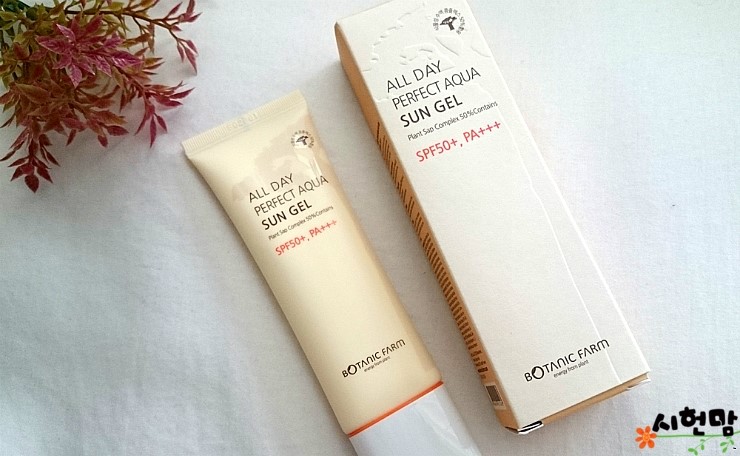 ALL DAY
PERFECT AQUA
SUN GEL
Plant Sap Complex 50%Contains
SPF50+, PA+++
BOTANIC FARM
energy from plant
ALL DAY
PERFECT AQUA
SUN GEL
Plant Sap Complex 50%Contains
SPF50+, PA+++
BOTANIC FARM
energy from plant
시헌맘